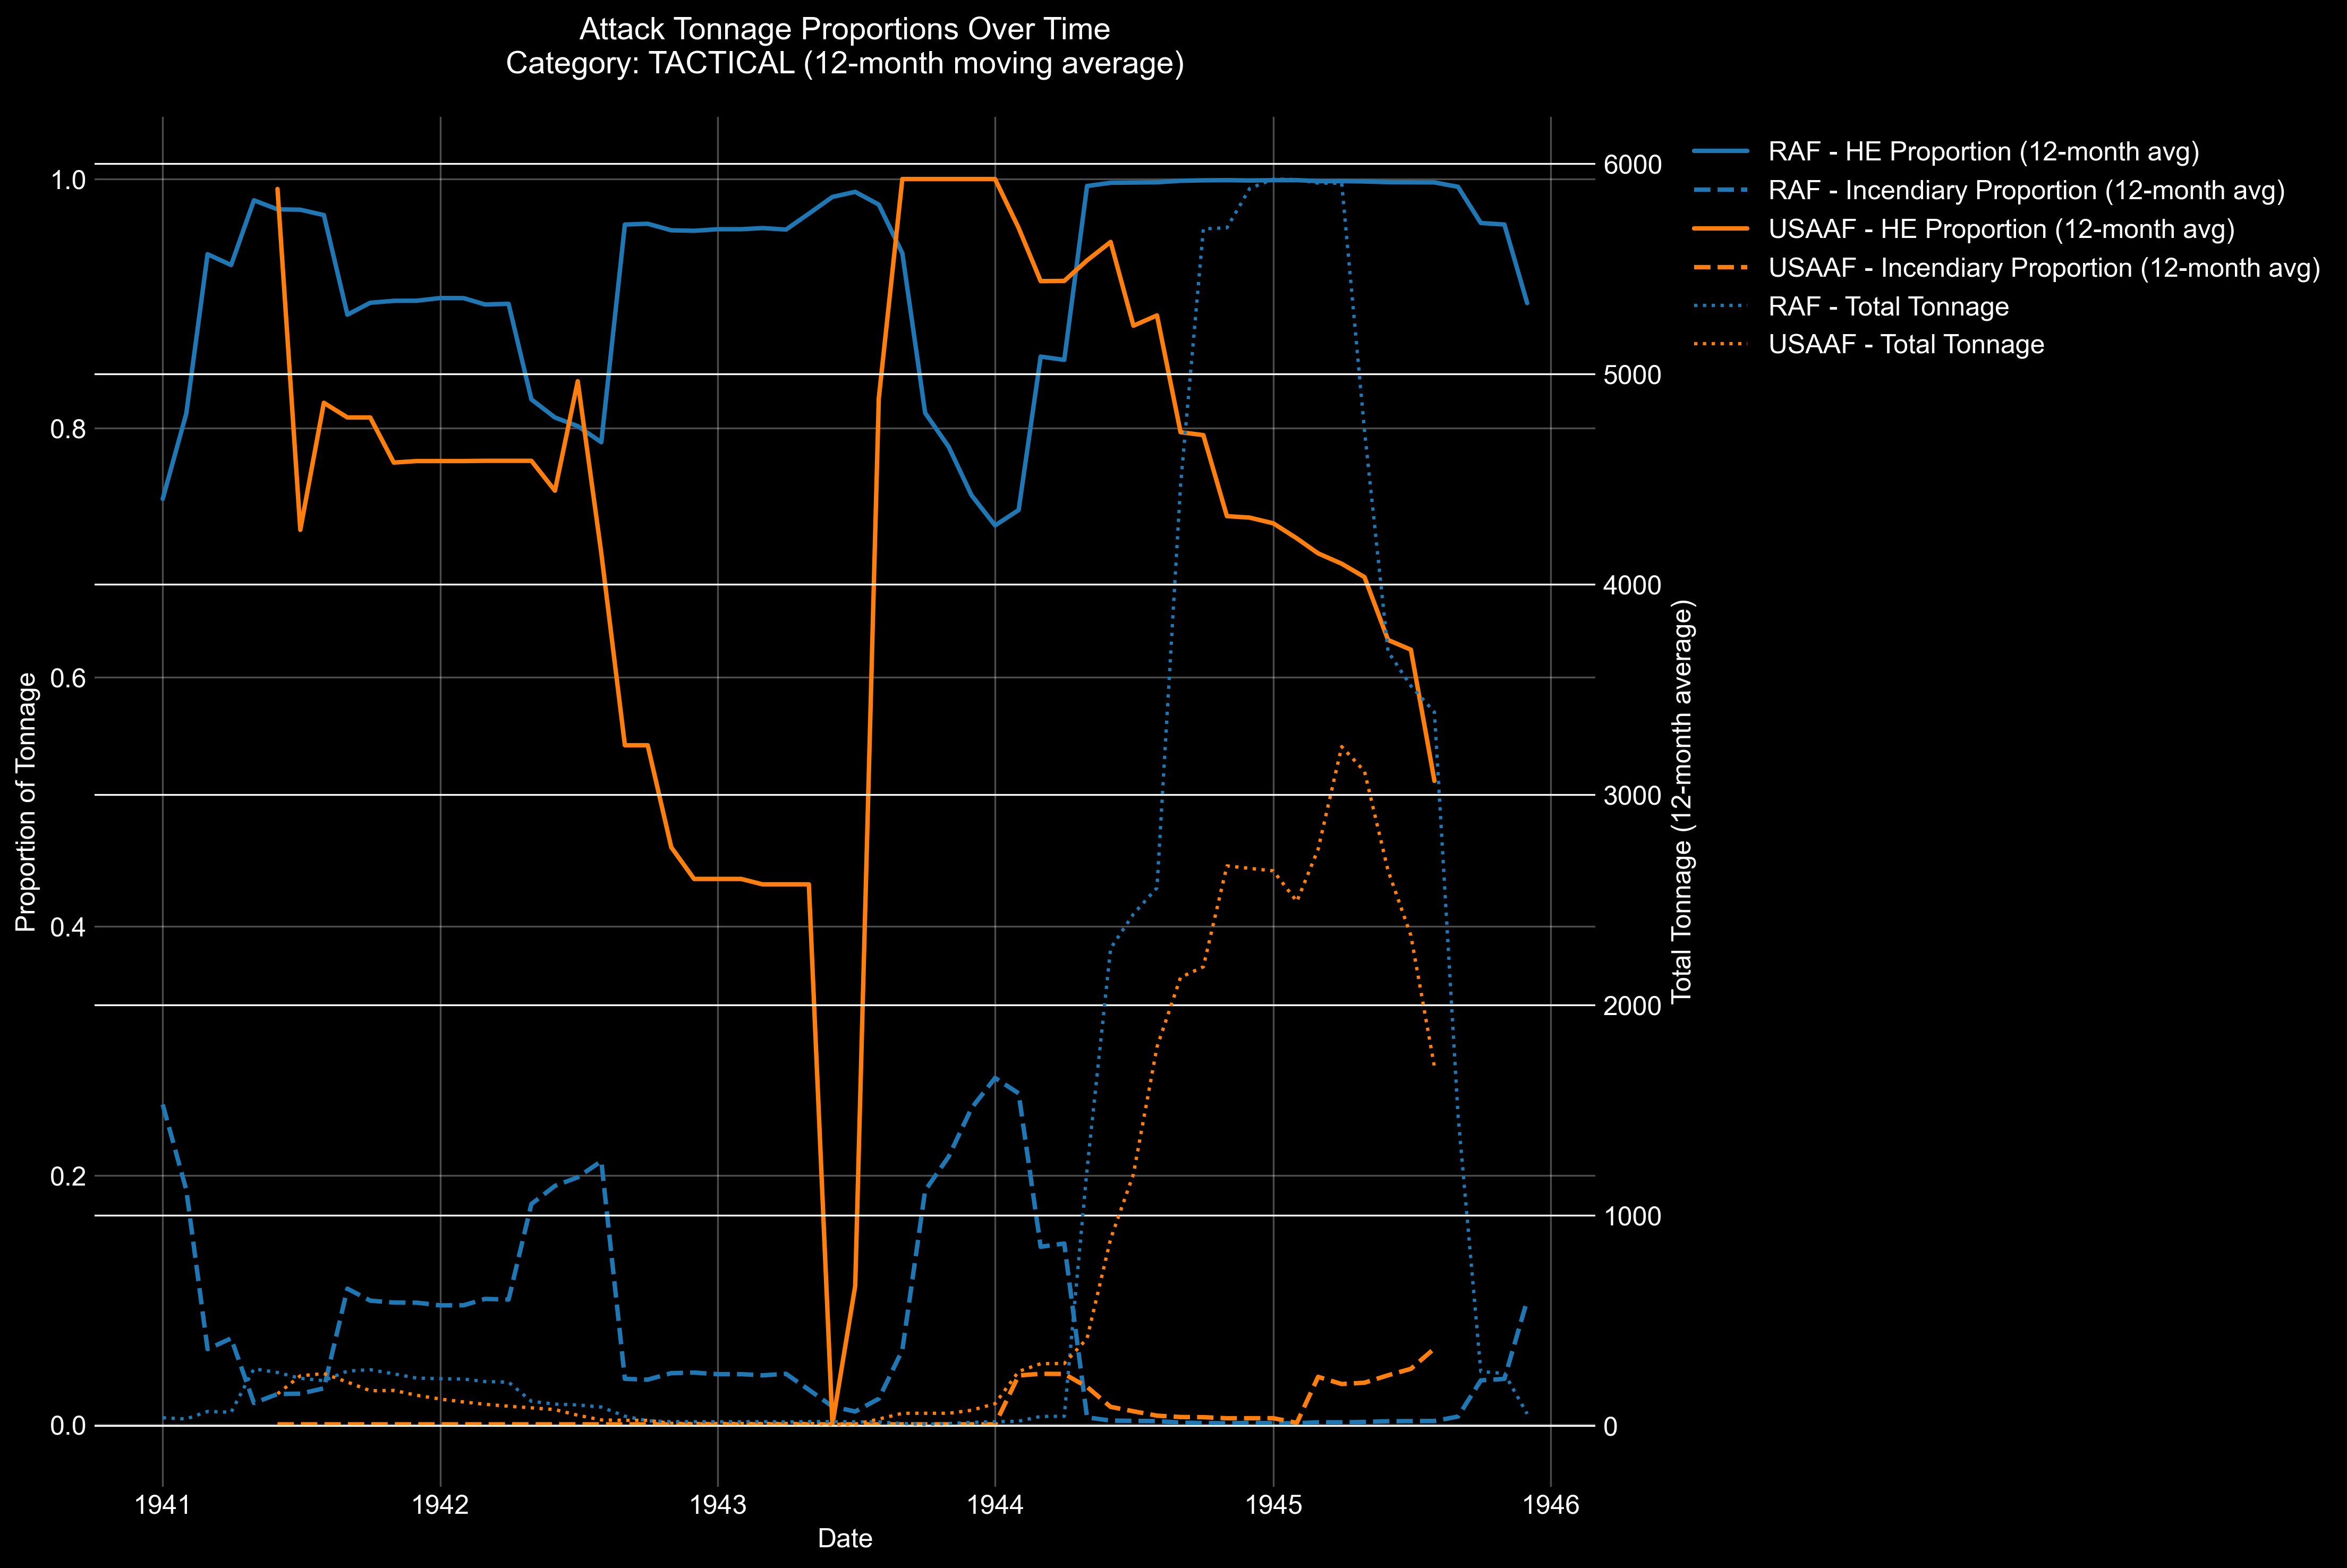 Attack Tonnage Proportions Over Time
Category: TACTICAL (12-month moving average)
RAF - HE Proportion (12-month avg)
RAF - Incendiary Proportion (12-month avg)
USAAF - HE Proportion (12-month avg)
USAAF - Incendiary Proportion (12-month avg)
RAF - Total Tonnage
USAAF - Total Tonnage
Proportion of Tonnage
1.0
0.8
0.6
0.4
0.2
0.0
6000
5000
4000
3000
2000
1000
0
Total Tonnage (12-month average)
1941
1942
1943
1944
1945
1946
Date